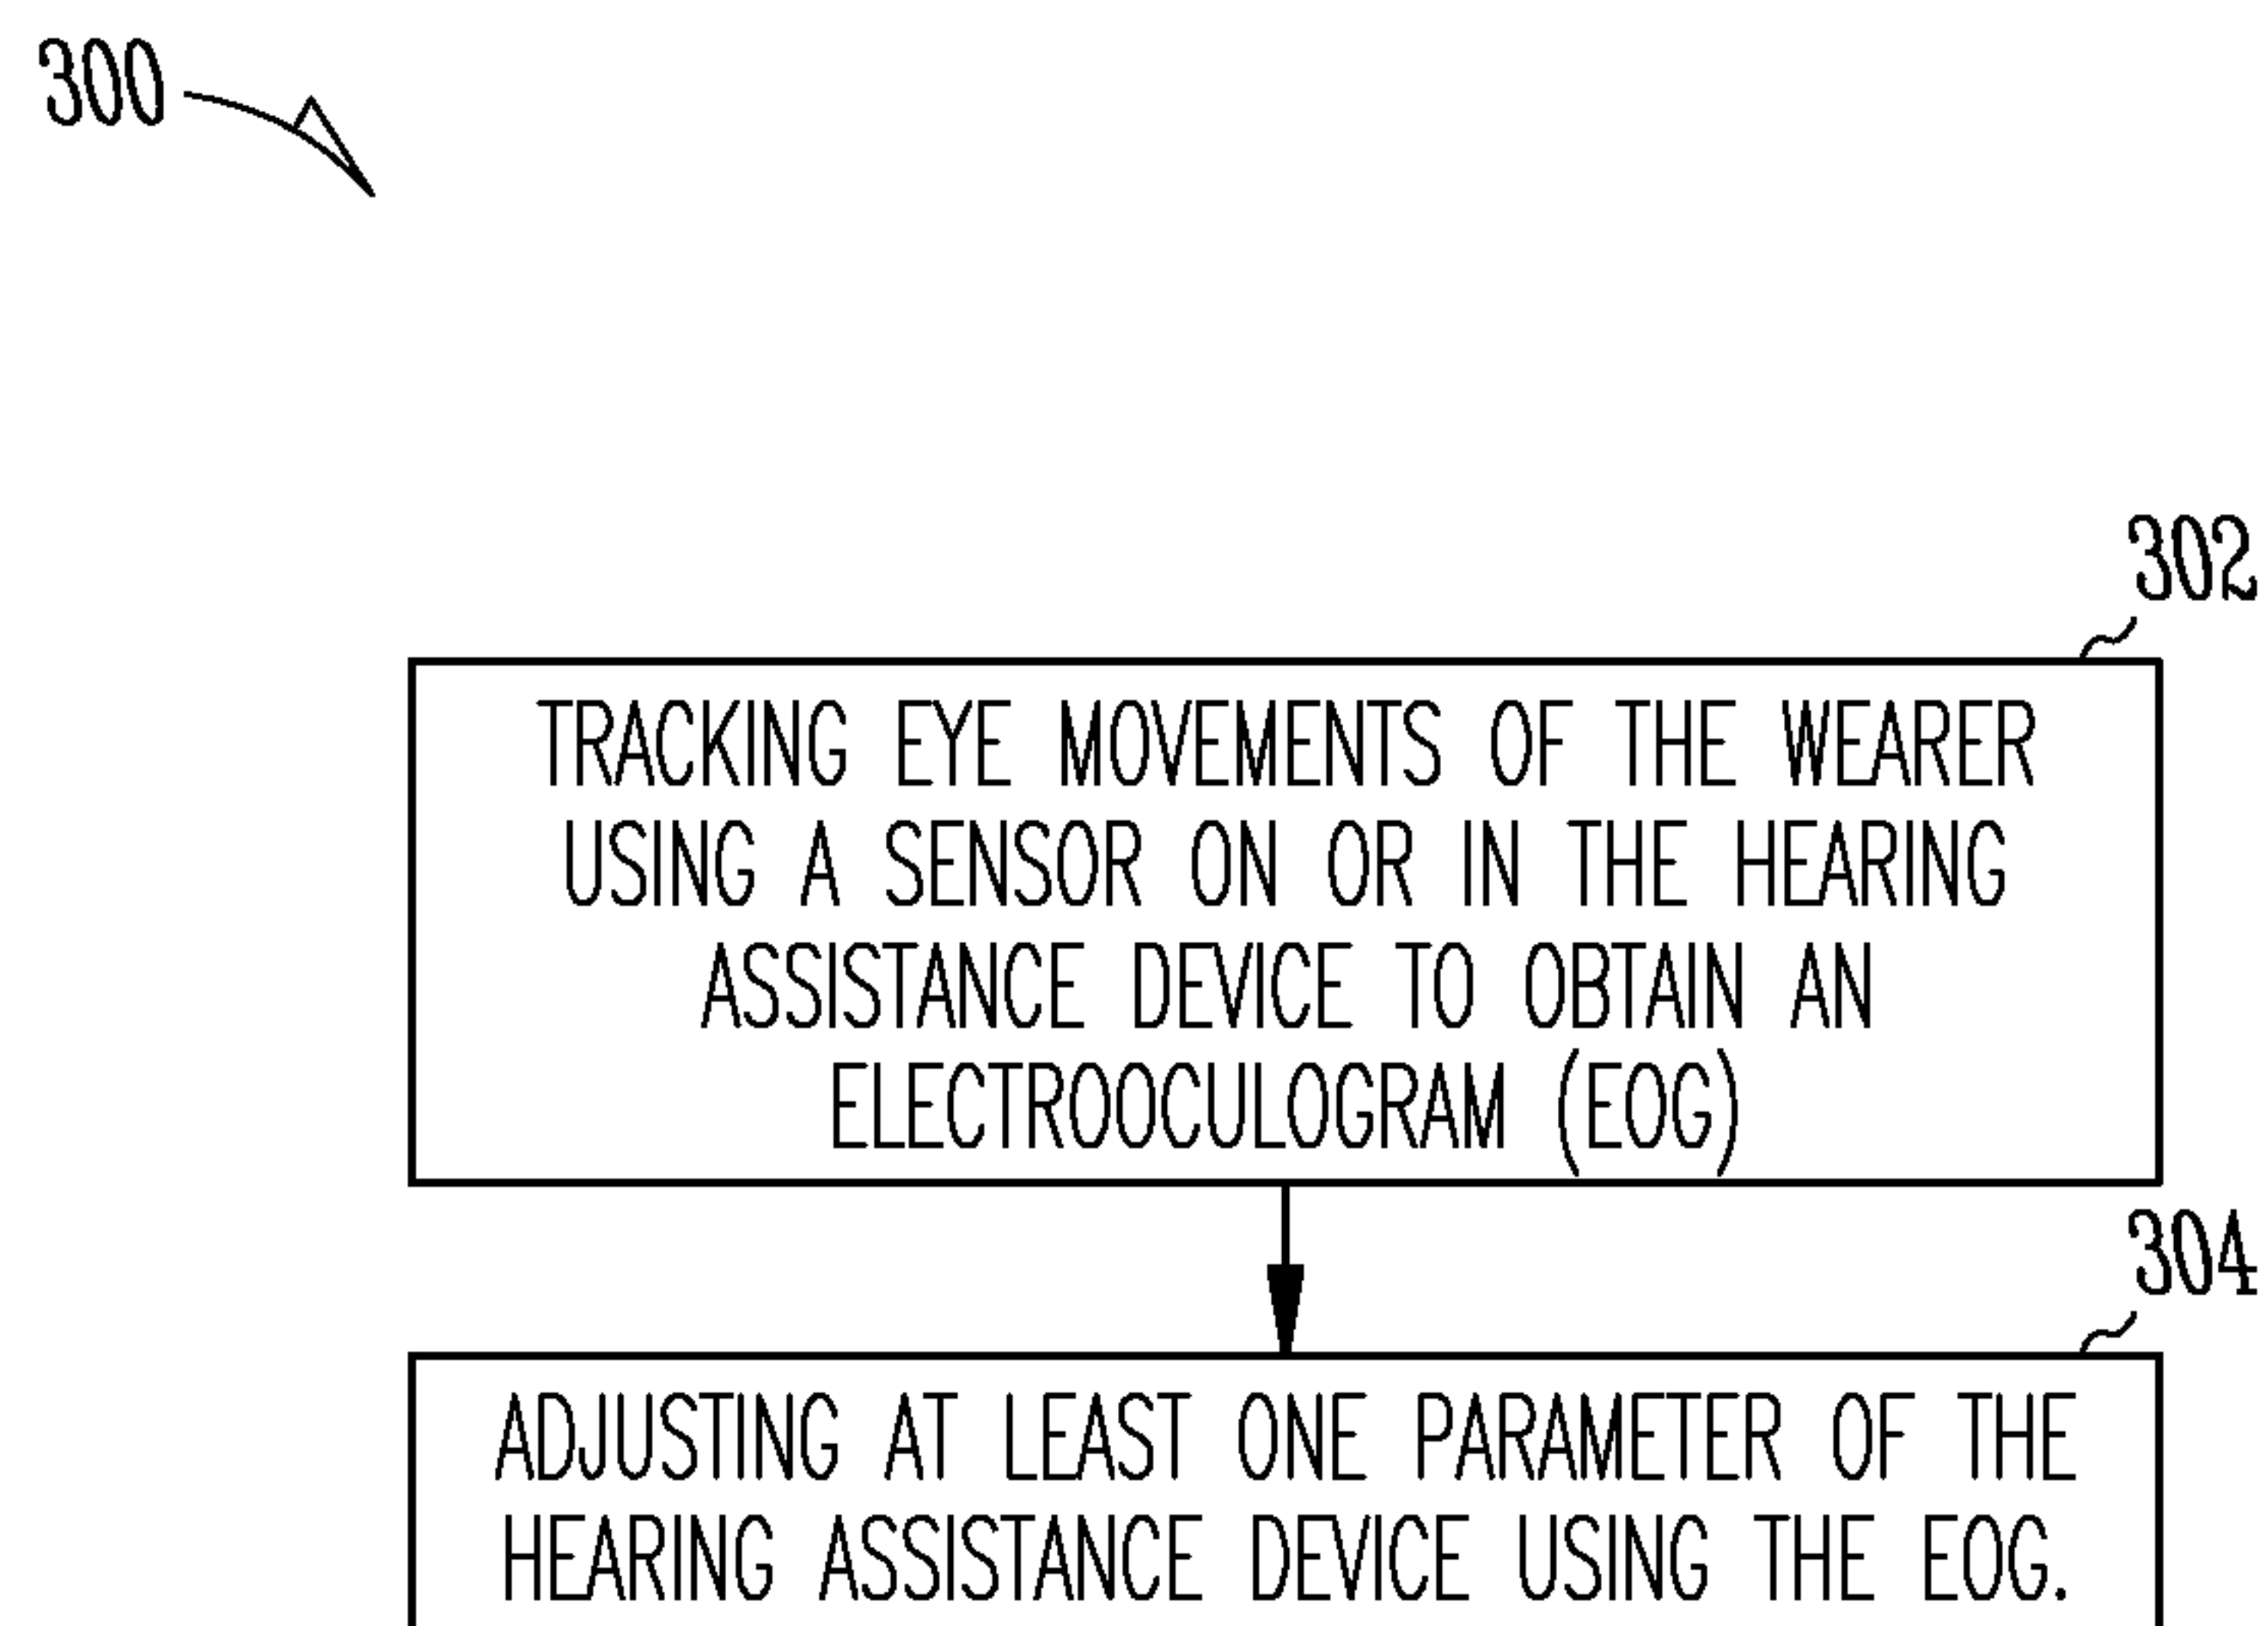 300
302
TRACKING EYE MOVEMENTS OF THE WEARER
USING A SENSOR ON OR IN THE HEARING
ASSISTANCE DEVICE TO OBTAIN AN
ELECTROOCULOGRAM (EOG)
304
ADJUSTING AT LEAST ONE PARAMETER OF THE
HEARING ASSISTANCE DEVICE USING THE EOG.